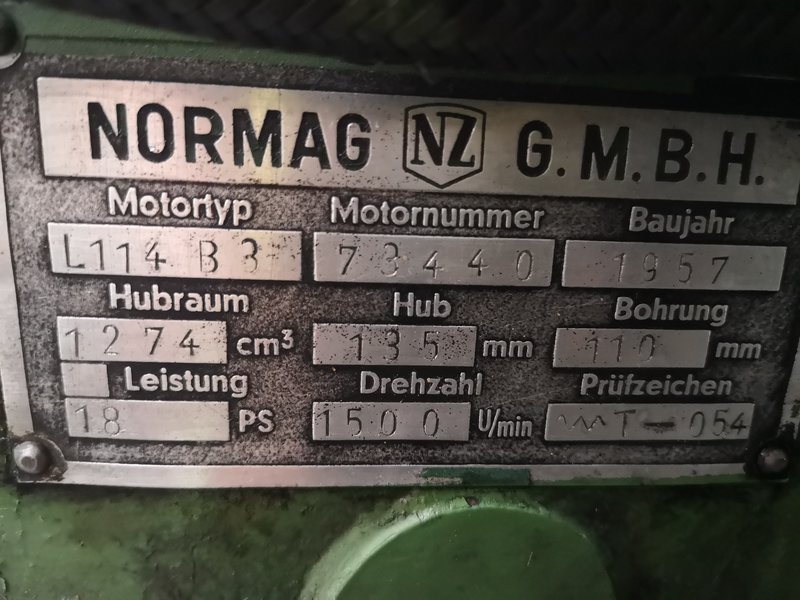 NORMAG NZ G.M.B.H.
Motortyp Motornummer Baujahr
L114 B3 73440 1957
Hubraum Hub Bohrung
1274 cm³ 135 mm 110 mm
Leistung Drehzahl Prüfzeichen
18 PS 1500 U/min ~~T-054